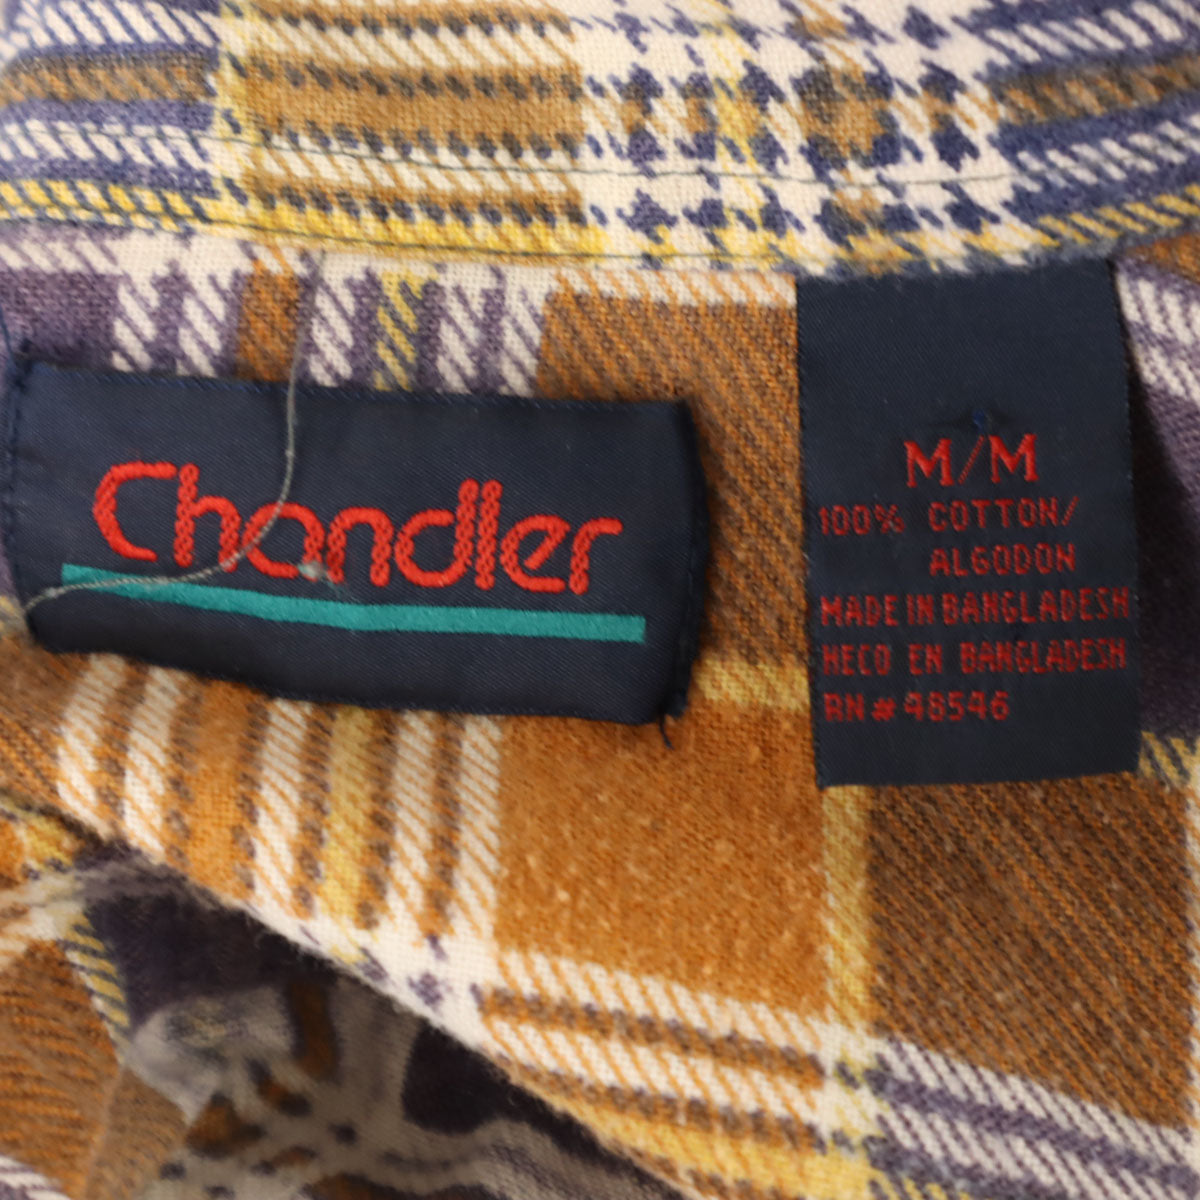 Chandler
M/M
100% COTTON/
ALGODON
MADE IN BANGLADESH
HECO EN BANGLADESH
RN # 48546